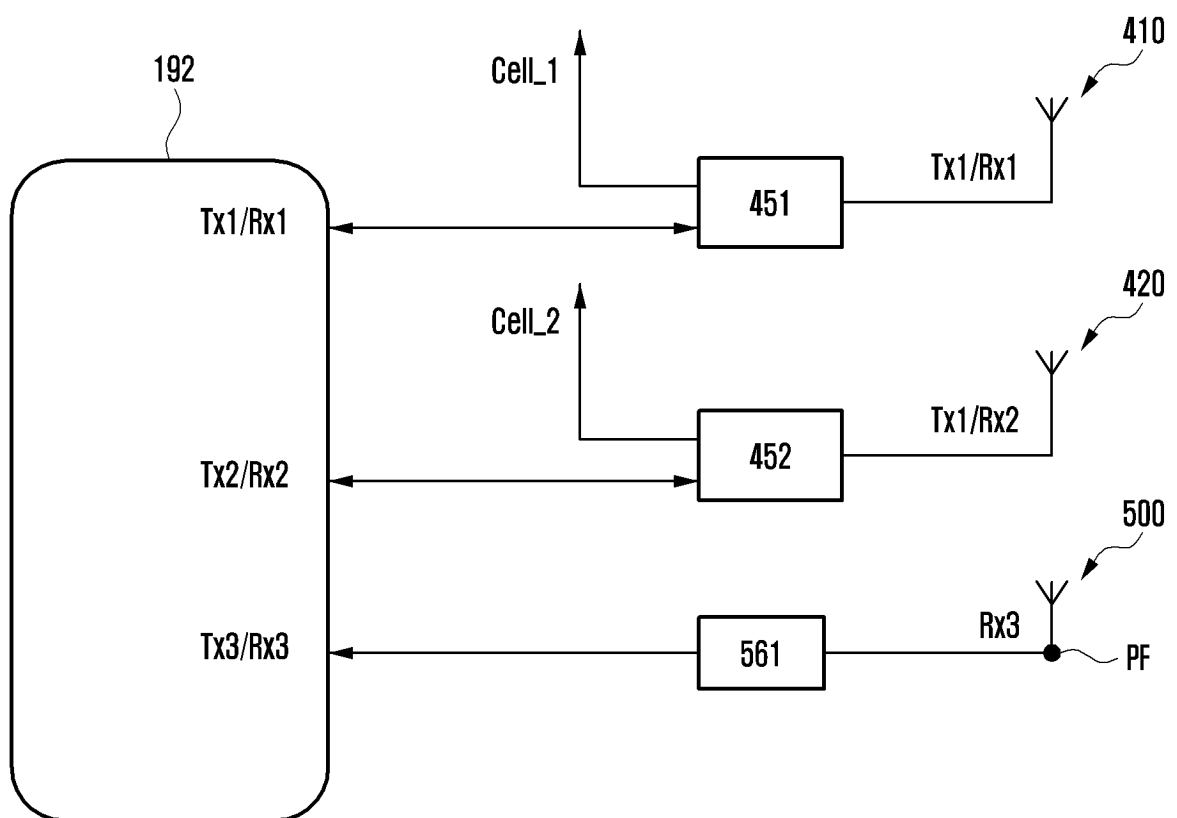 410
192
Cell_1
Tx1/Rx1
451
Tx1/Rx1
420
Cell_2
Tx1/Rx2
452
Tx2/Rx2
500
Rx3
Tx3/Rx3
561
PF